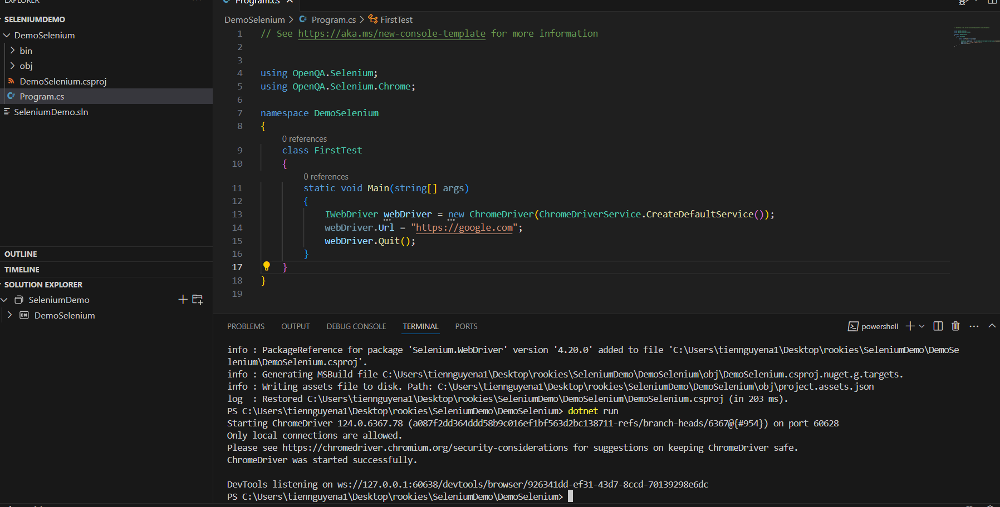 EXPLORER
SELENIUMDEMO
DemoSelenium
bin
obj
DemoSelenium.csproj
C# Program.cs
SeleniumDemo.sln
OUTLINE
TIMELINE
SOLUTION EXPLORER
SeleniumDemo
C# DemoSelenium
C# Program.cs
DemoSelenium > C# Program.cs > FirstTest
1 // See https://aka.ms/new-console-template for more information
2
3
4 using OpenQA.Selenium;
5 using OpenQA.Selenium.Chrome;
6
7 namespace DemoSelenium
8 {
0 references
9 class FirstTest
10 {
0 references
11 static void Main(string[] args)
12 {
13 IWebDriver webDriver = new ChromeDriver(ChromeDriverService.CreateDefaultService());
14 webDriver.Url = "https://google.com";
15 webDriver.Quit();
16 }
17 }
18 }
19
PROBLEMS OUTPUT DEBUG CONSOLE TERMINAL PORTS
powershell
info : PackageReference for package 'Selenium.WebDriver' version '4.20.0' added to file 'C:\Users\tiennguyena1\Desktop\rookies\SeleniumDemo\DemoSe
lenium\DemoSelenium.csproj'.
info : Generating MSBuild file C:\Users\tiennguyena1\Desktop\rookies\SeleniumDemo\DemoSelenium\obj\DemoSelenium.csproj.nuget.g.targets.
info : Writing assets file to disk. Path: C:\Users\tiennguyena1\Desktop\rookies\SeleniumDemo\DemoSelenium\obj\project.assets.json
log : Restored C:\Users\tiennguyena1\Desktop\rookies\SeleniumDemo\DemoSelenium\DemoSelenium.csproj (in 203 ms).
PS C:\Users\tiennguyena1\Desktop\rookies\SeleniumDemo\DemoSelenium> dotnet run
Starting ChromeDriver 124.0.6367.78 (a087f2dd364ddd58b9c016ef1bf563d2bc138711-refs/branch-heads/6367@{#954}) on port 60628
Only local connections are allowed.
Please see https://chromedriver.chromium.org/security-considerations for suggestions on keeping ChromeDriver safe.
ChromeDriver was started successfully.
DevTools listening on ws://127.0.0.1:60638/devtools/browser/926341dd-ef31-43d7-8ccd-70139298e6dc
PS C:\Users\tiennguyena1\Desktop\rookies\SeleniumDemo\DemoSelenium>